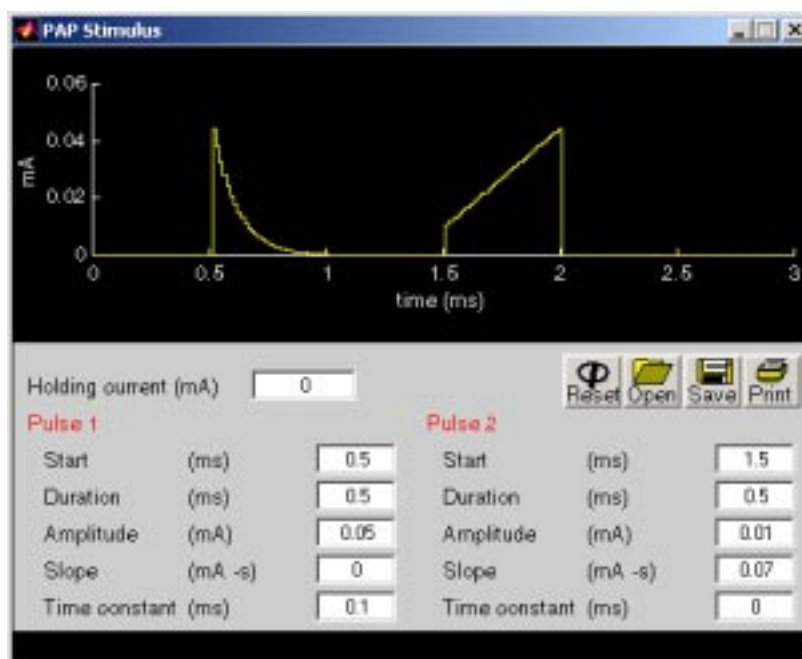 PAP Stimulus
0.06
0.04
0.02
0
mA
0 0.5 1 1.5 2 2.5 3
time (ms)
Holding current (mA) 0
Reset Open Save Print
Pulse 1 Pulse 2
Start (ms) 0.5 Start (ms) 1.5
Duration (ms) 0.5 Duration (ms) 0.5
Amplitude (mA) 0.05 Amplitude (mA) 0.01
Slope (mA -s) 0 Slope (mA -s) 0.07
Time constant (ms) 0.1 Time constant (ms) 0